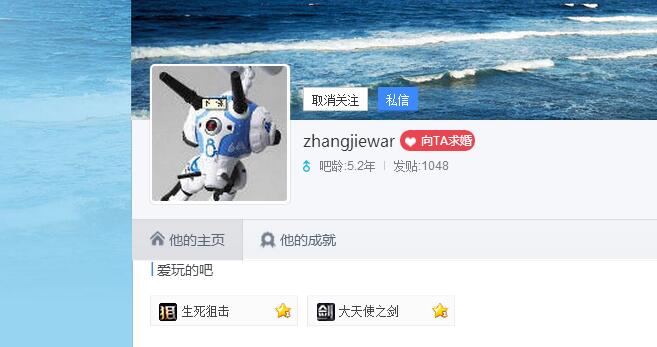 取消关注 私信
zhangjiewar 向TA求婚
吧龄:5.2年 发贴:1048
他的主页 他的成就
爱玩的吧
狙 生死狙击 剑 大天使之剑